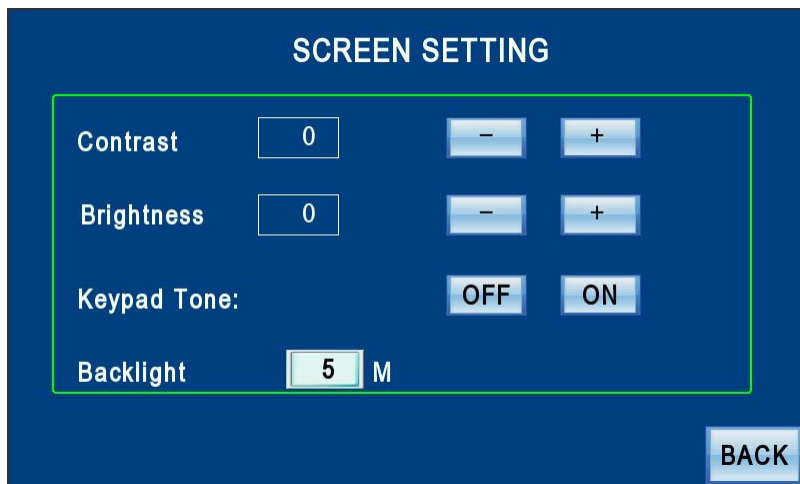 SCREEN SETTING
Contrast 0 - +
Brightness 0 - +
Keypad Tone: OFF ON
Backlight 5 M
BACK